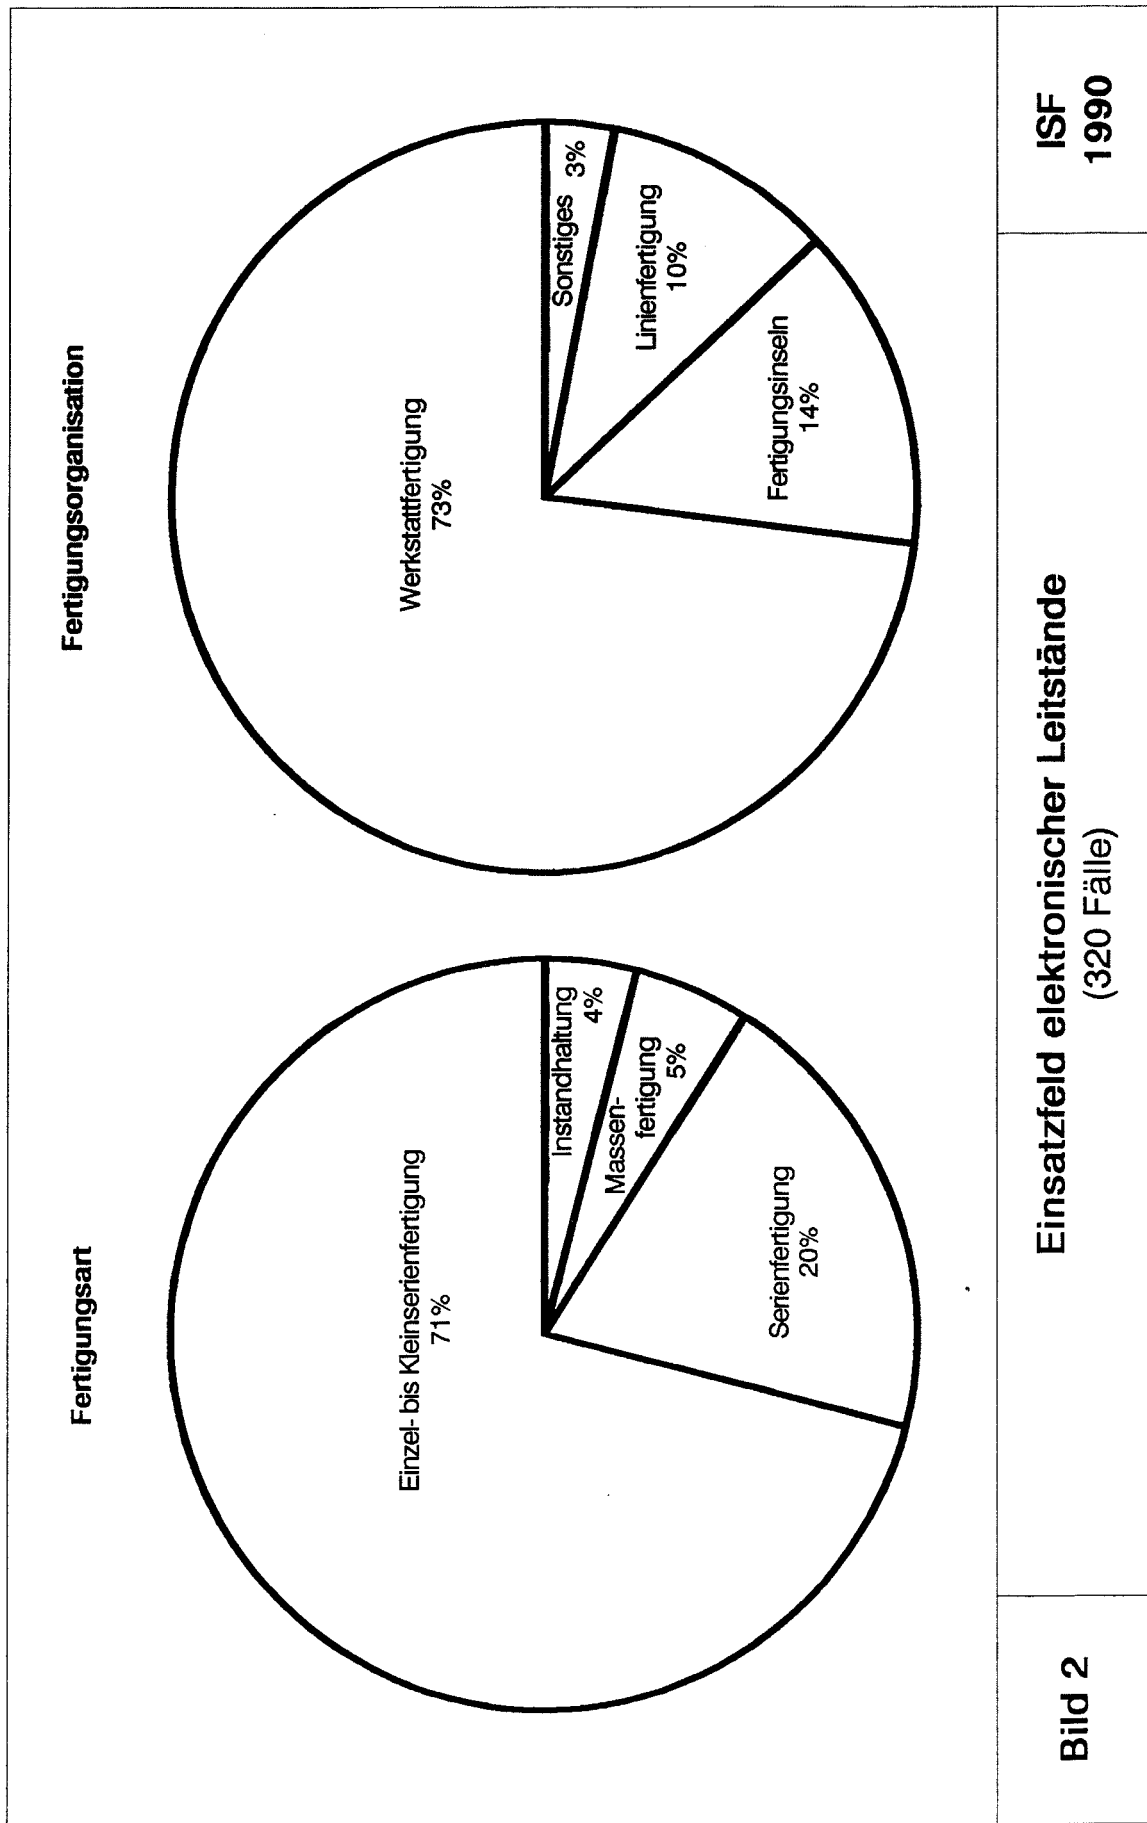 Fertigungsart
Einzel- bis Kleinserienfertigung
71%
Instandhaltung
4%
Massen-
fertigung
5%
Serienfertigung
20%
Fertigungsorganisation
Werkstattfertigung
73%
Sonstiges
3%
Linienfertigung
10%
Fertigungsinseln
14%
Bild 2
Einsatzfeld elektronischer Leitstände
(320 Fälle)
ISF
1990